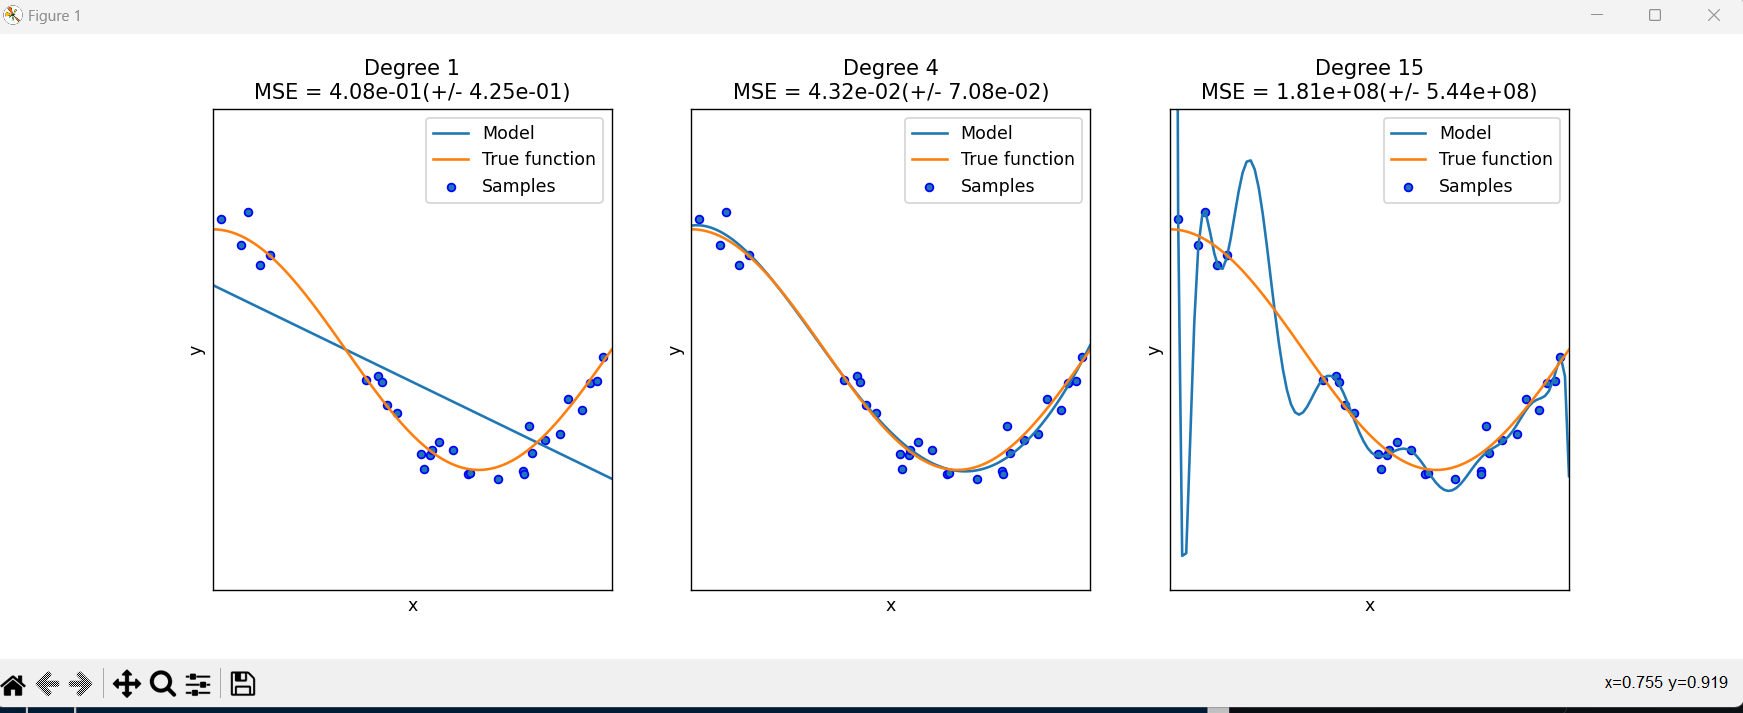 Figure 1
Degree 1
MSE = 4.08e-01(+/- 4.25e-01)
Model
True function
Samples
y
x
Degree 4
MSE = 4.32e-02(+/- 7.08e-02)
Model
True function
Samples
y
x
Degree 15
MSE = 1.81e+08(+/- 5.44e+08)
Model
True function
Samples
y
x
x=0.755 y=0.919